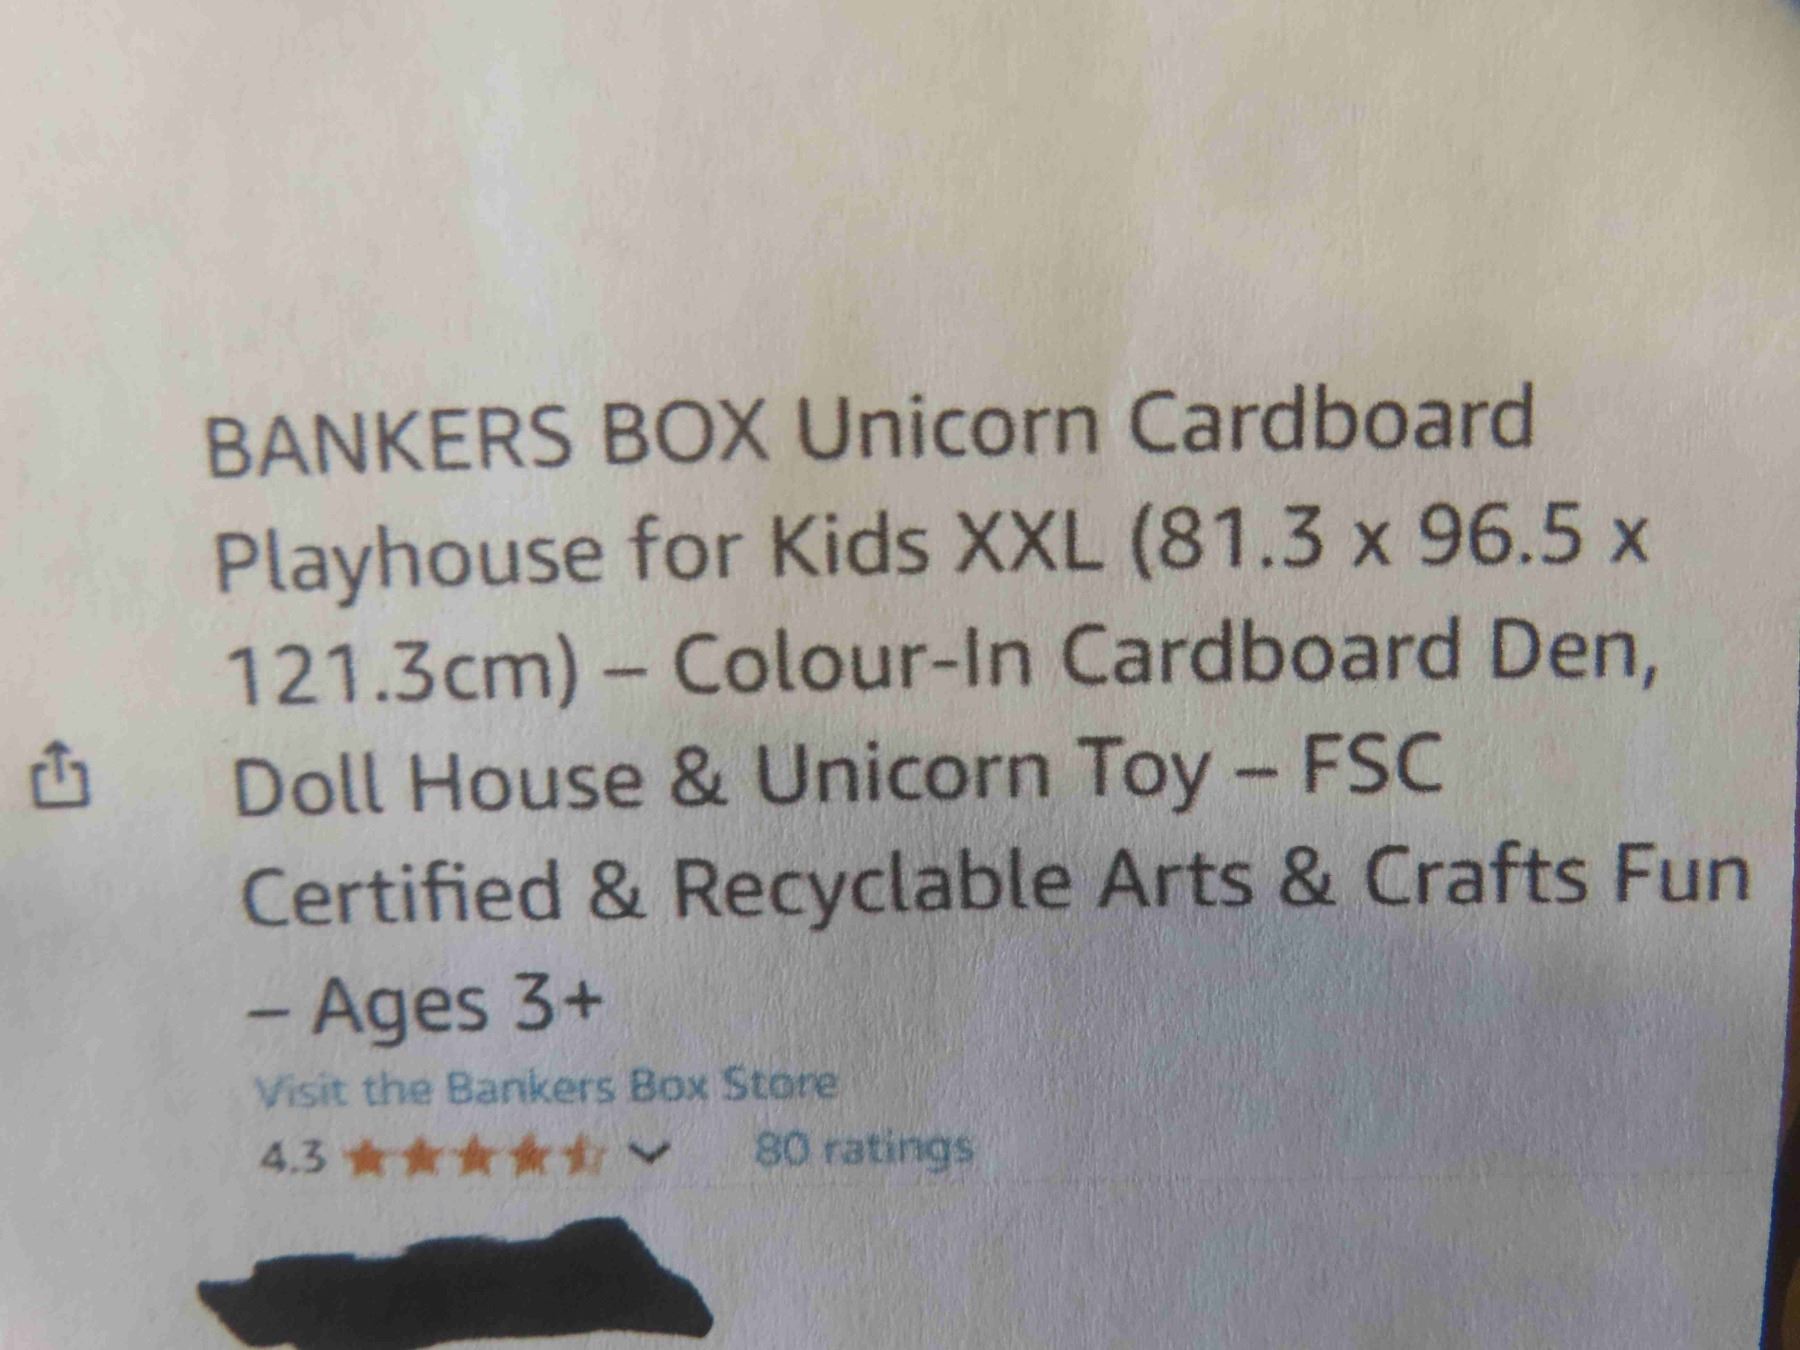 BANKERS BOX Unicorn Cardboard
Playhouse for Kids XXL (81.3 x 96.5 x
121.3cm) – Colour-In Cardboard Den,
Doll House & Unicorn Toy – FSC
Certified & Recyclable Arts & Crafts Fun
– Ages 3+
Visit the Bankers Box Store
4.3 80 ratings